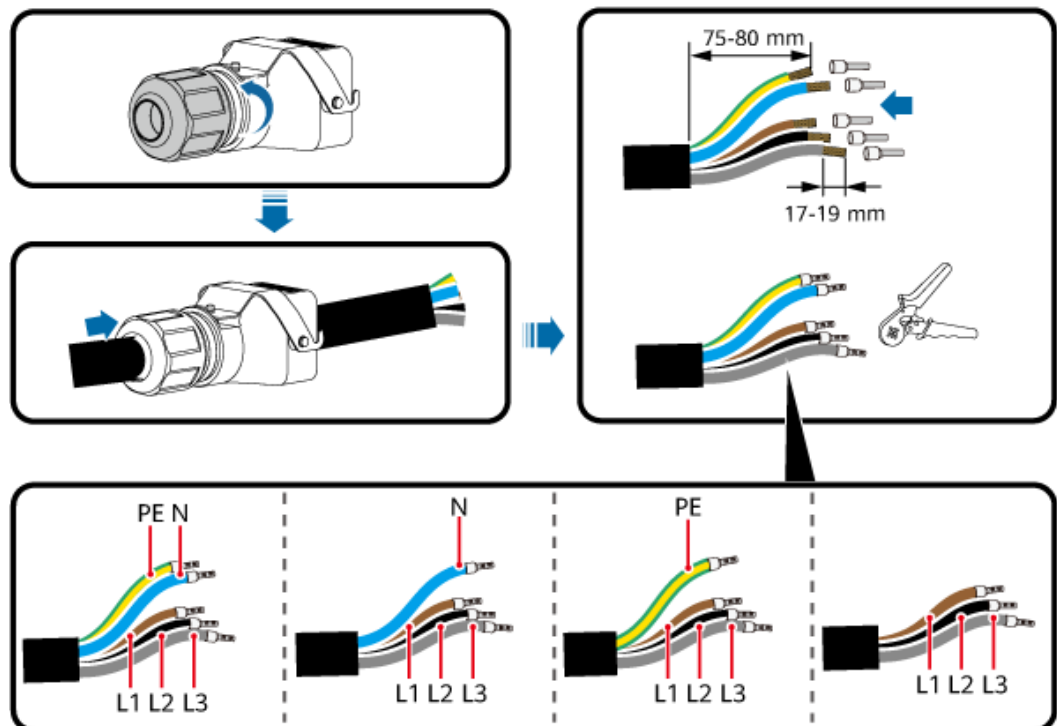 75-80 mm
17-19 mm
PE N
L1 L2 L3
N
L1 L2 L3
PE
L1 L2 L3
L1 L2 L3